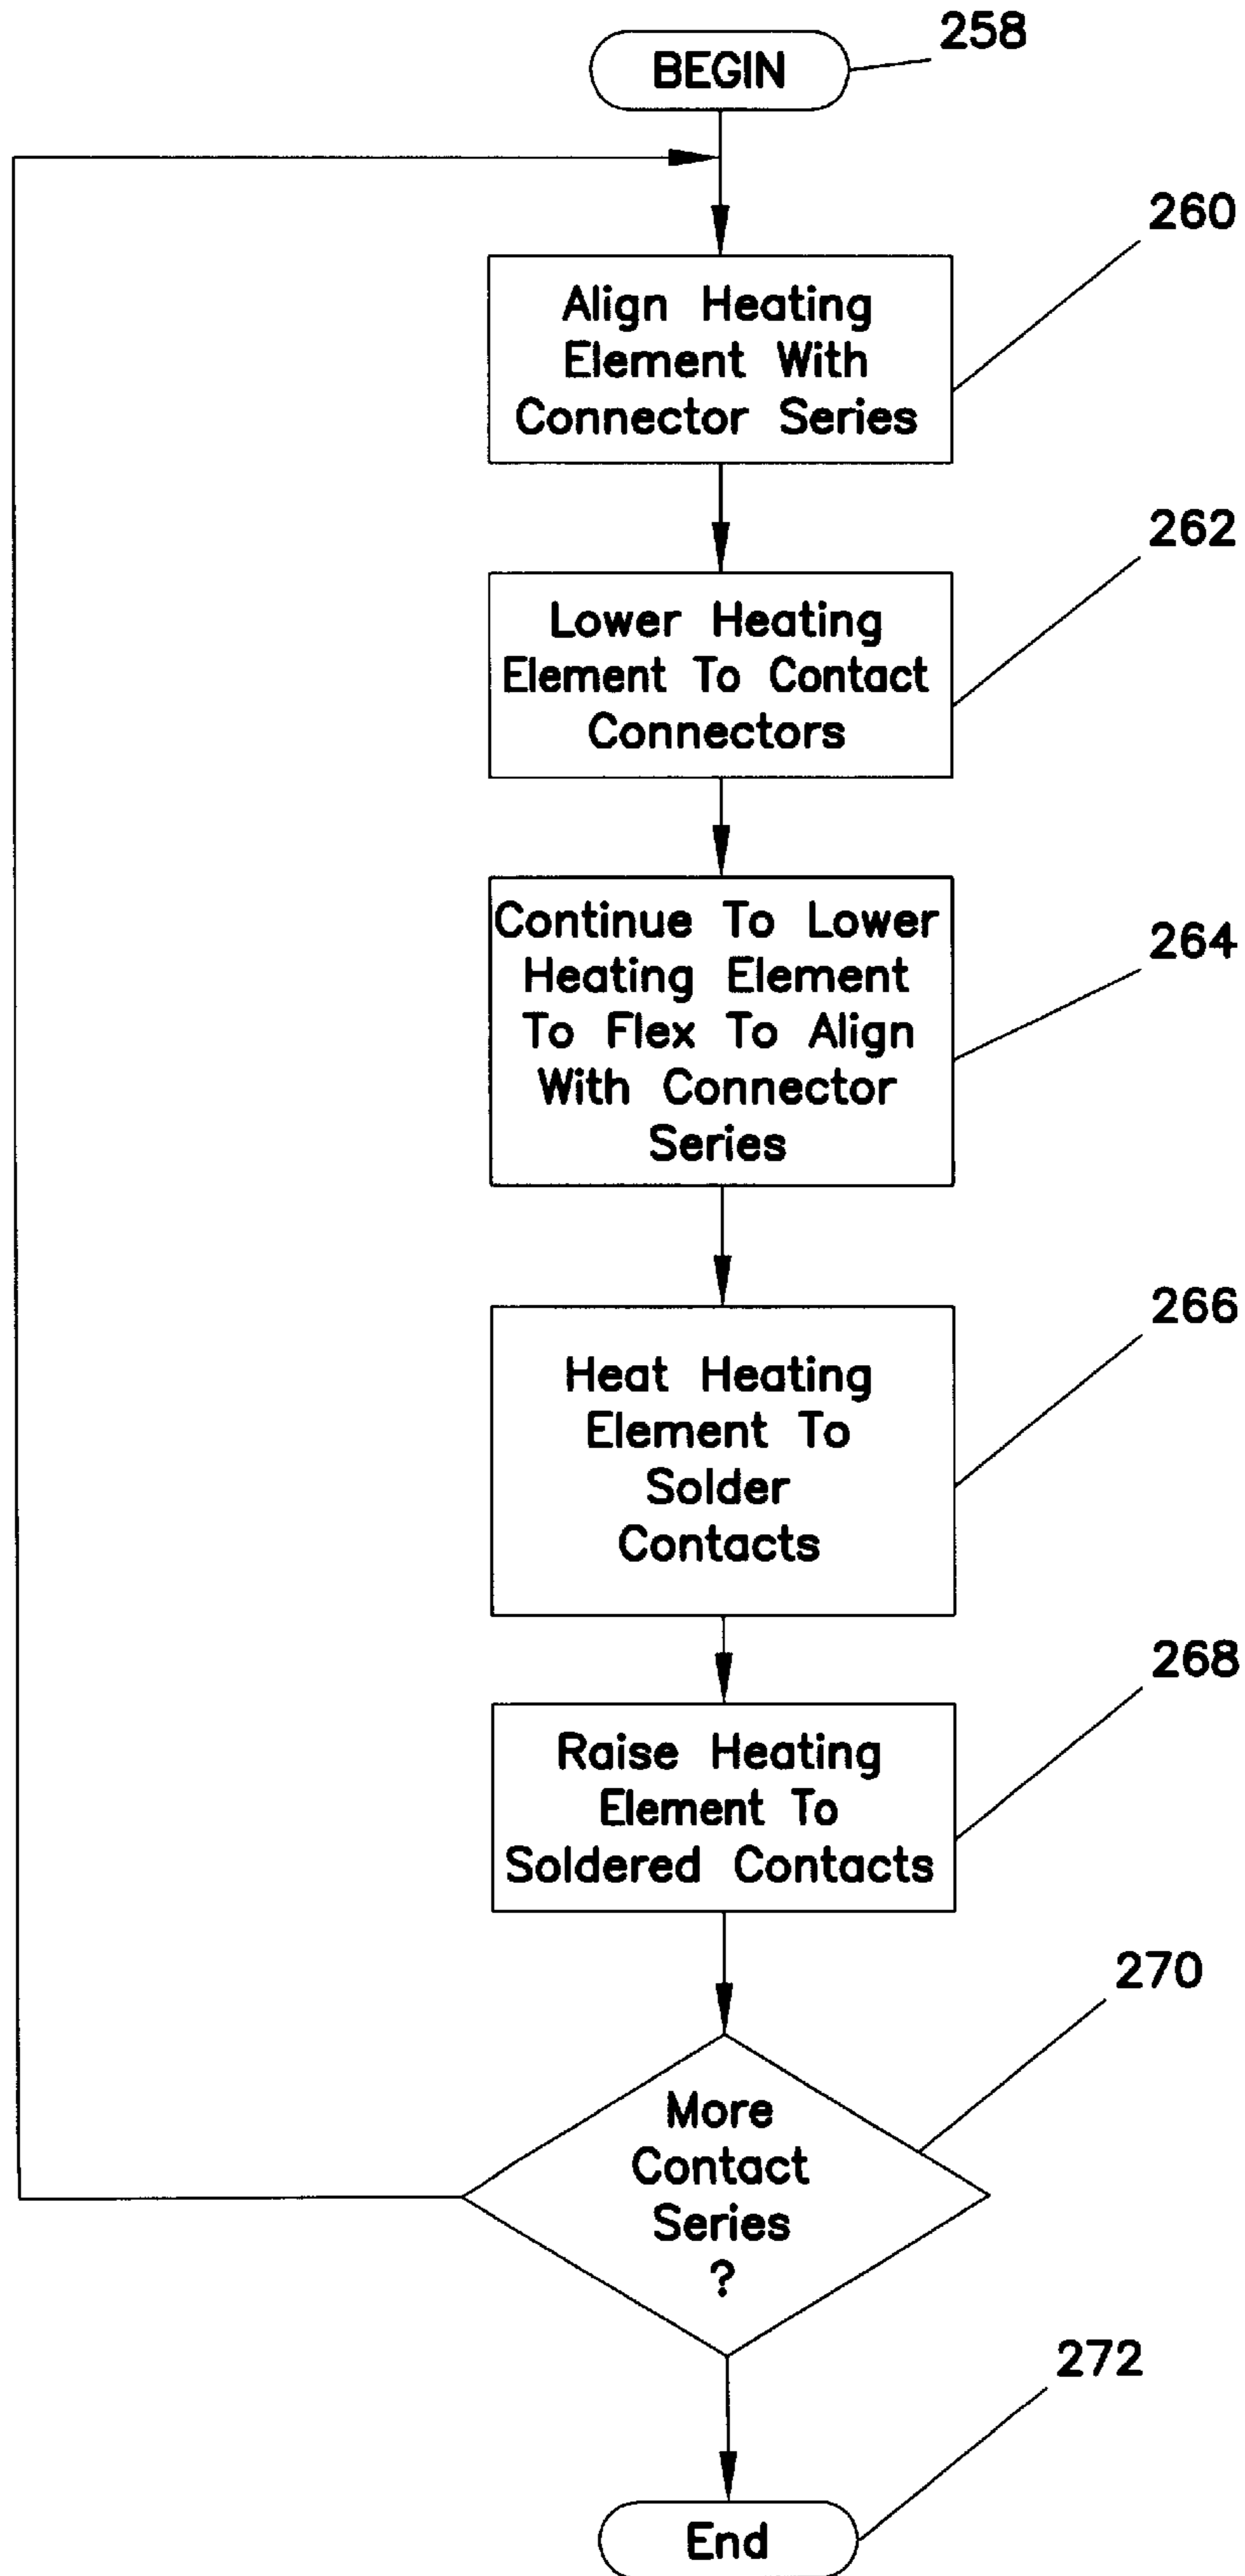 BEGIN
258
Align Heating
Element With
Connector Series
260
Lower Heating
Element To Contact
Connectors
262
Continue To Lower
Heating Element
To Flex To Align
With Connector
Series
264
Heat Heating
Element To
Solder
Contacts
266
Raise Heating
Element To
Soldered Contacts
268
More
Contact
Series
?
270
End
272